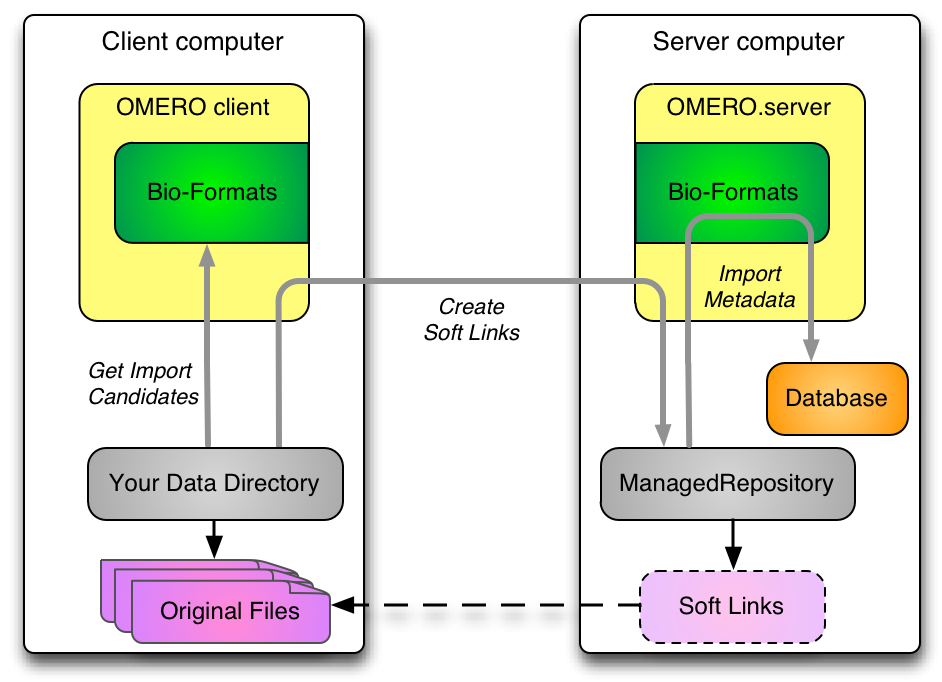 Client computer
OMERO client
Bio-Formats
Get Import
Candidates
Your Data Directory
Original Files
Create
Soft Links
Server computer
OMERO.server
Bio-Formats
Import
Metadata
Database
ManagedRepository
Soft Links